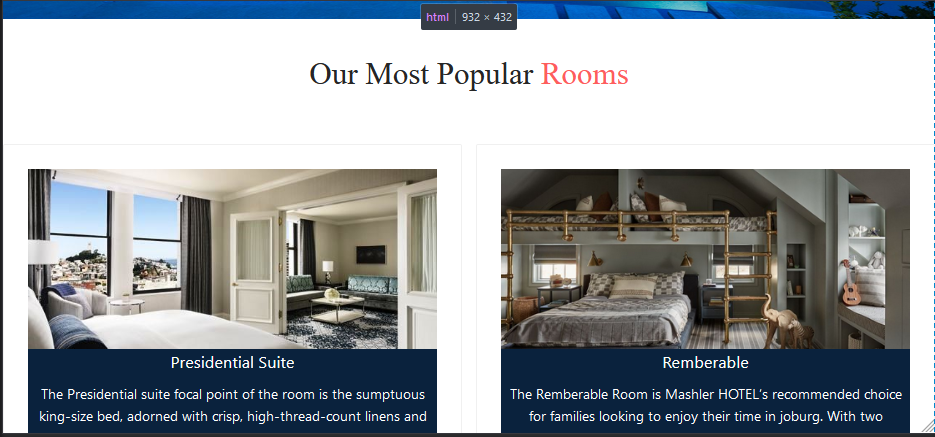 html 932 × 432
Our Most Popular Rooms
Presidential Suite
The Presidential suite focal point of the room is the sumptuous
king-size bed, adorned with crisp, high-thread-count linens and
Remberable
The Remberable Room is Mashler HOTEL's recommended choice
for families looking to enjoy their time in joburg. With two